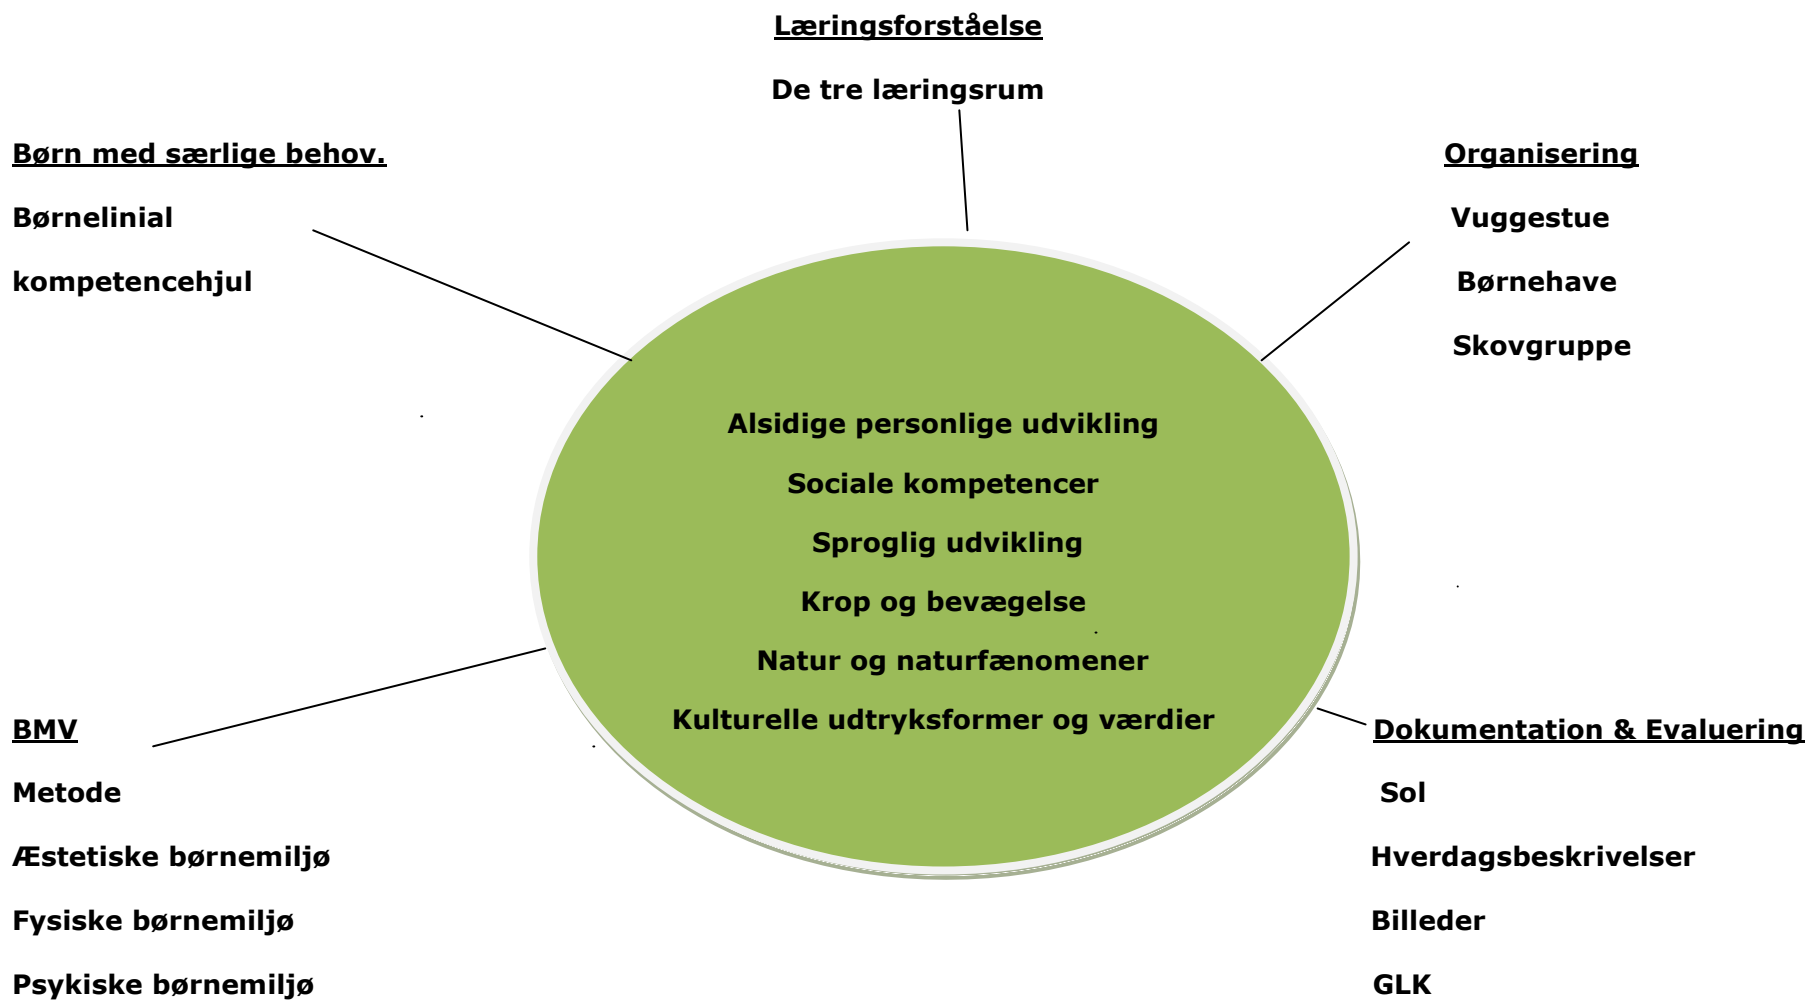 Læringsforståelse
De tre læringsrum
Børn med særlige behov.
Børnelinial
kompetencehjul
Organisering
Vuggestue
Børnehave
Skovgruppe
Alsidige personlige udvikling
Sociale kompetencer
Sproglig udvikling
Krop og bevægelse
Natur og naturfænomener
Kulturelle udtryksformer og værdier
BMV
Metode
Æstetiske børnemiljø
Fysiske børnemiljø
Psykiske børnemiljø
Dokumentation & Evaluering
Sol
Hverdagsbeskrivelser
Billeder
GLK